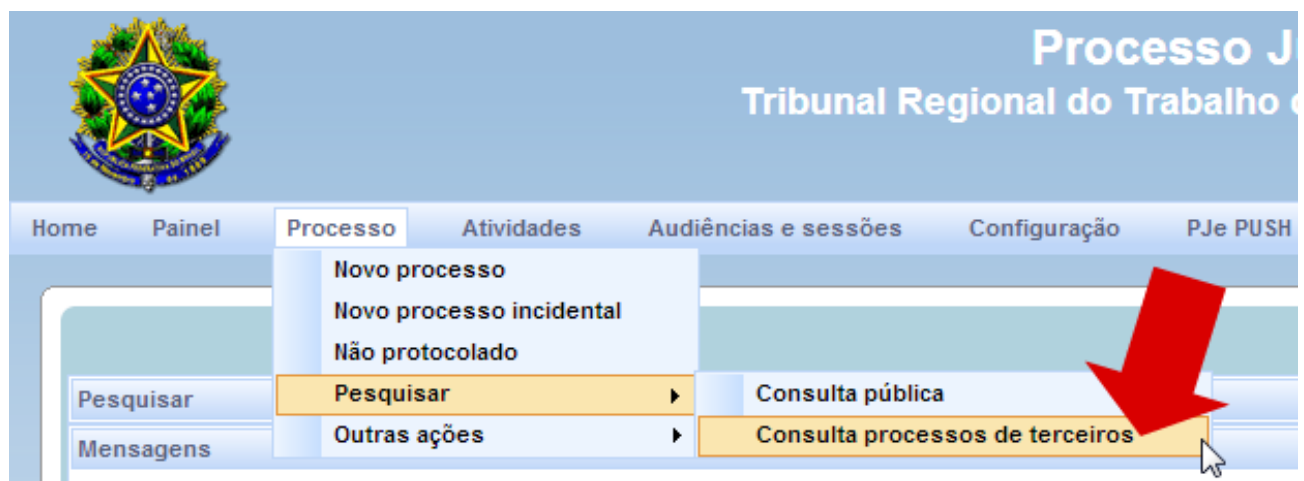 Processo J
Tribunal Regional do Trabalho
Home Painel Processo Atividades Audiências e sessões Configuração PJe PUSH
Novo processo
Novo processo incidental
Não protocolado
Pesquisar Pesquisar Consulta pública
Mensagens Outras ações Consulta processos de terceiros